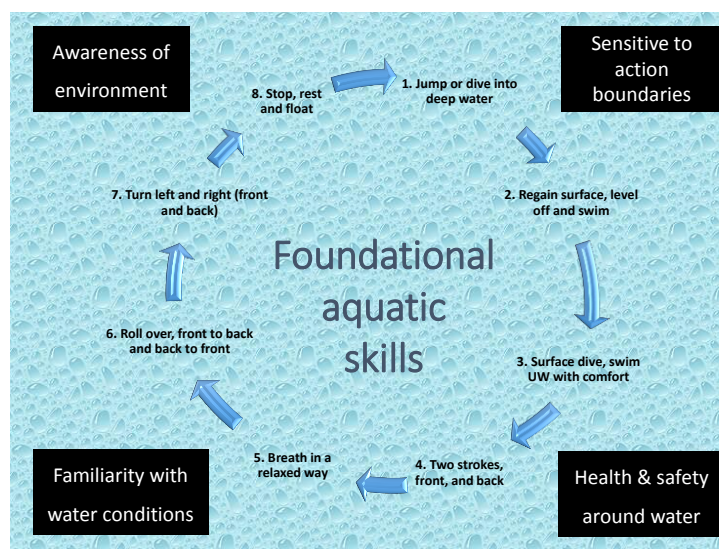 Awareness of
environment
Sensitive to
action
boundaries
8. Stop, rest
and float
1. Jump or dive into
deep water
7. Turn left and right (front
and back)
2. Regain surface, level
off and swim
Foundational
aquatic
skills
6. Roll over, front to back
and back to front
3. Surface dive, swim
UW with comfort
5. Breath in a
relaxed way
4. Two strokes,
front, and back
Familiarity with
water conditions
Health & safety
around water